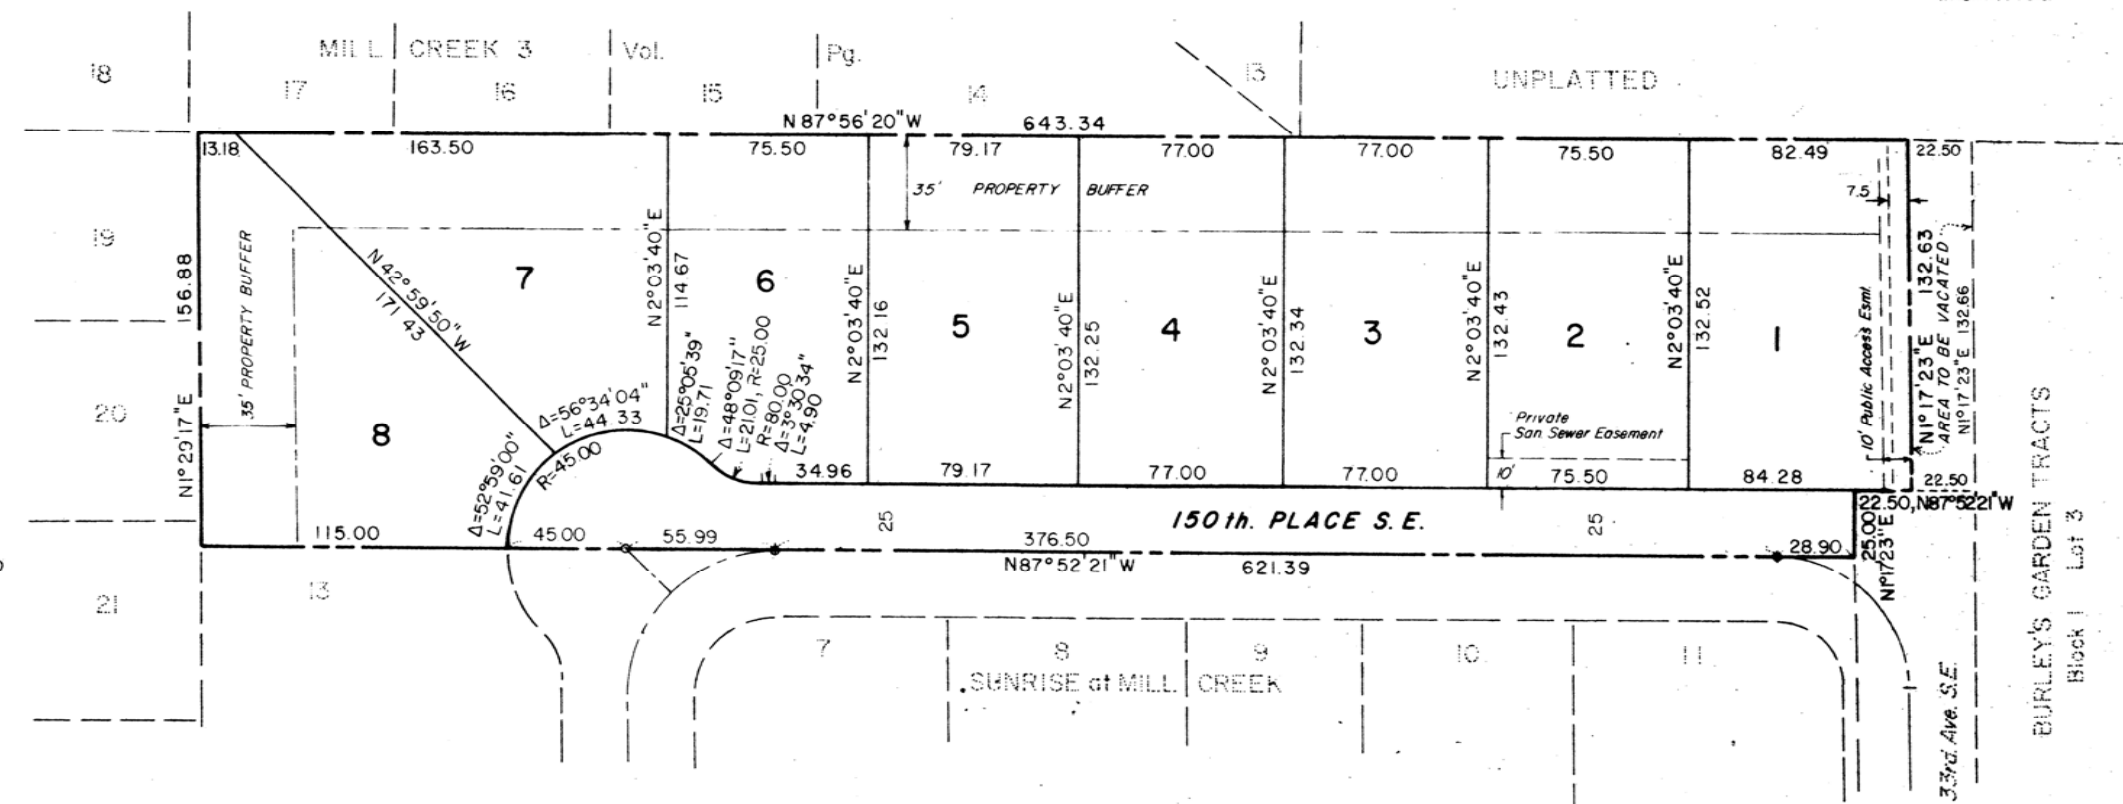 MILL CREEK 3 Vol. Pg.
18
17
16
15
14
13
UNPLATTED
N 87°56'20"W 643.34
13.18
163.50
75.50
79.17
77.00
77.00
75.50
82.49
22.50
35' PROPERTY BUFFER
7.5
19
156.88
N1°29'17"E
35' PROPERTY BUFFER
N 42°59'50" W
171.43
7
N2°03'40"E
114.67
6
N2°03'40"E
132.16
5
N2°03'40"E
132.25
4
N2°03'40"E
132.34
3
N2°03'40"E
132.43
2
N2°03'40"E
132.52
1
10' Public Access Esmt.
N1°17'23"E 132.63
AREA TO BE VACATED
N1°17'23"E 132.66
20
8
Δ=52°59'00"
L=41.61
R=45.00
Δ=56°34'04"
L=44.33
Δ=25°05'39"
L=19.71
Δ=48°09'17"
L=21.01, R=25.00
R=80.00
Δ=3°30'34"
L=4.90
Private
San. Sewer Easement
10'
34.96
79.17
77.00
77.00
75.50
84.28
22.50
22.50, N87°52'21"W
115.00
45.00
55.99
25
150th. PLACE S.E.
25
376.50
28.90
25.00
N1°17'23"E
N87°52'21"W 621.39
21
13
7
8
9
10
11
SUNRISE at MILL CREEK
33rd. Ave. S.E.
BURLEY'S GARDEN TRACTS
Block 1 Lot 3